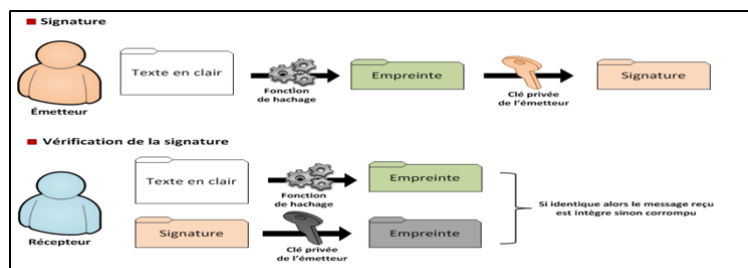 Signature
Texte en clair
Fonction
de hachage
Empreinte
Clé privée
de l'émetteur
Signature
Émetteur
Vérification de la signature
Texte en clair
Fonction
de hachage
Empreinte
Signature
Clé privée
de l'émetteur
Empreinte
Si identique alors le message reçu
est intègre sinon corrompu
Récepteur